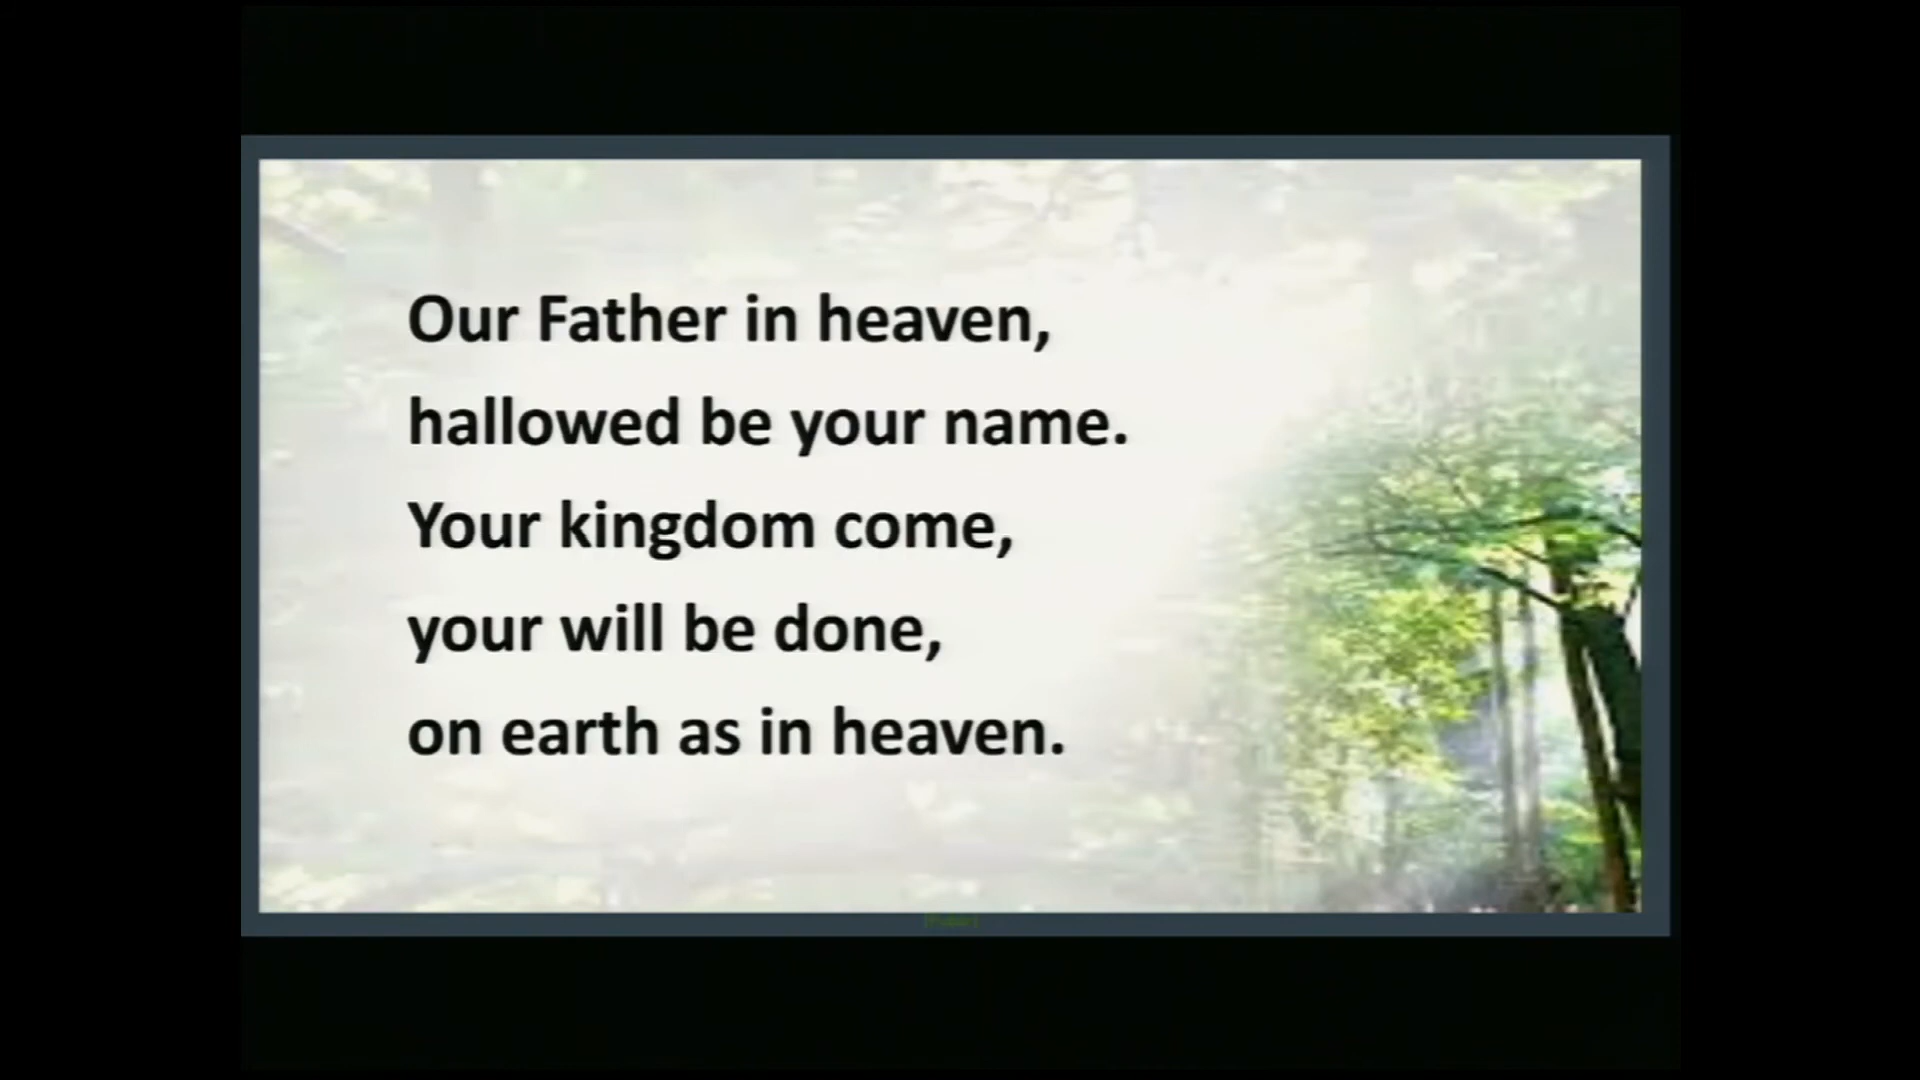 Our Father in heaven,
hallowed be your name.
Your kingdom come,
your will be done,
on earth as in heaven.